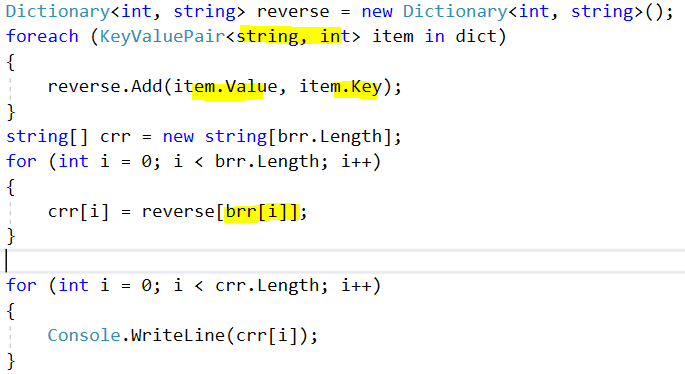 Dictionary<int, string> reverse = new Dictionary<int, string>();
foreach (KeyValuePair<string, int> item in dict)
{
    reverse.Add(item.Value, item.Key);
}
string[] crr = new string[brr.Length];
for (int i = 0; i < brr.Length; i++)
{
    crr[i] = reverse[brr[i]];
}
for (int i = 0; i < crr.Length; i++)
{
    Console.WriteLine(crr[i]);
}